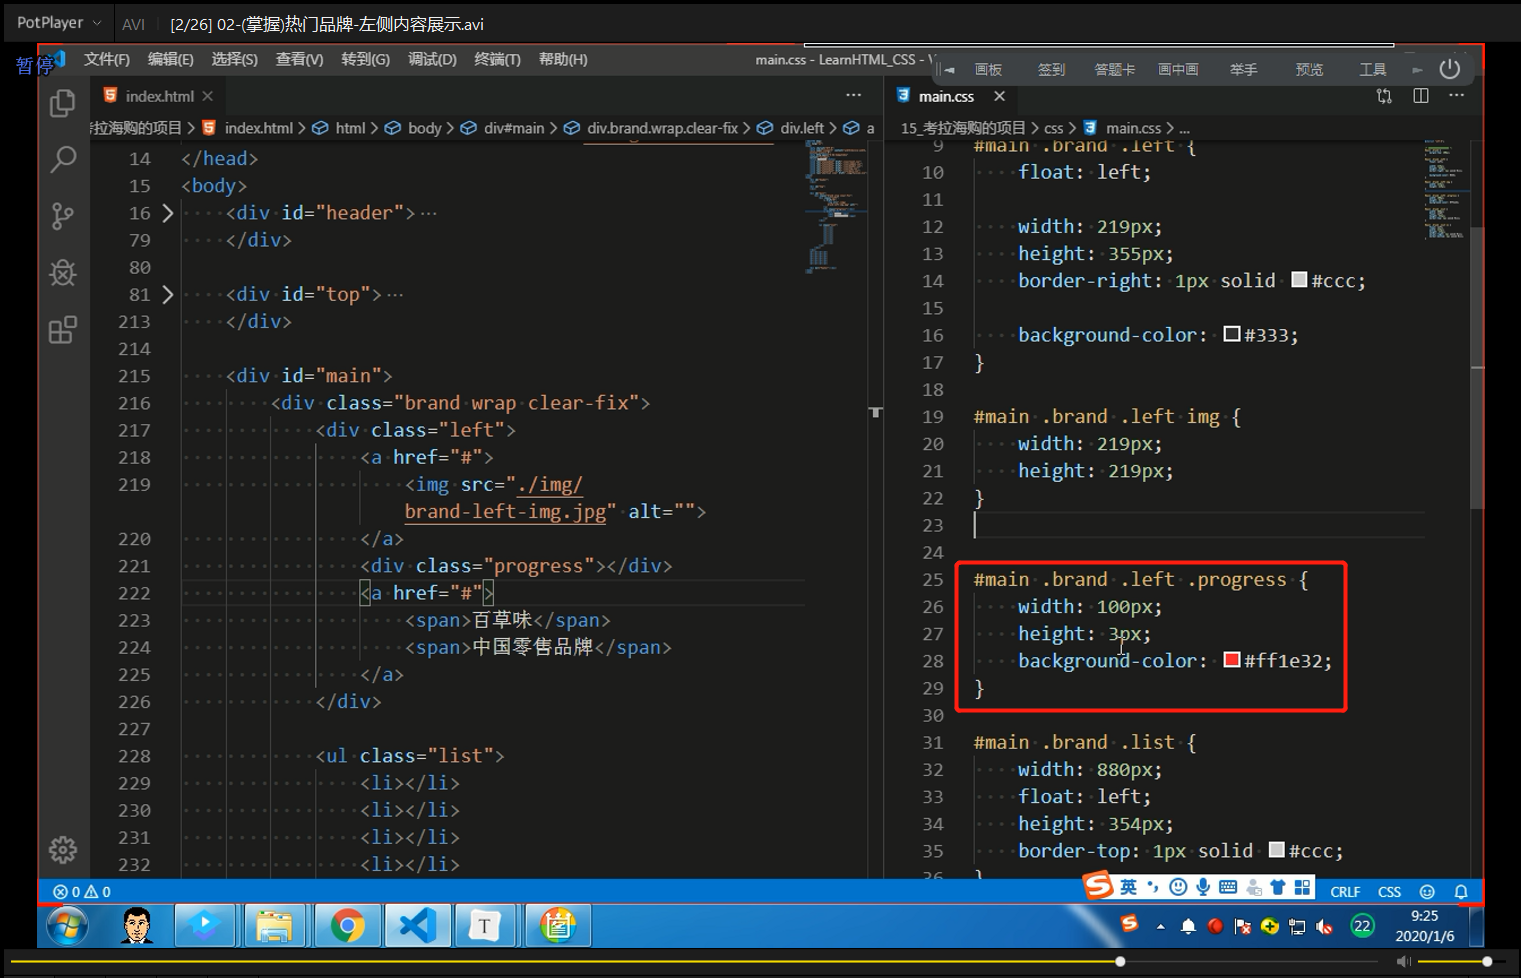 PotPlayer AVI [2/26] 02-(掌握)热门品牌-左侧内容展示.avi
暂停
文件(F) 编辑(E) 选择(S) 查看(V) 转到(G) 调试(D) 终端(T) 帮助(H) main.css - LearnHTML_CSS -
画板 签到 答题卡 画中画 举手 预览 工具
index.html
main.css
考拉海购的项目 > index.html > html > body > div#main > div.brand.wrap.clear-fix > div.left > a
15_考拉海购的项目 > css > main.css > ...
14 </head>
15 <body>
16 <div id="header">...
79 </div>
80
81 <div id="top">...
213 </div>
214
215 <div id="main">
216 <div class="brand wrap clear-fix">
217 <div class="left">
218 <a href="#">
219 <img src="./img/
brand-left-img.jpg" alt="">
220 </a>
221 <div class="progress"></div>
222 <a href="#">
223 <span>百草味</span>
224 <span>中国零售品牌</span>
225 </a>
226 </div>
227
228 <ul class="list">
229 <li></li>
230 <li></li>
231 <li></li>
232 <li></li>
9 #main .brand .left {
10 float: left;
11
12 width: 219px;
13 height: 355px;
14 border-right: 1px solid #ccc;
15
16 background-color: #333;
17 }
18
19 #main .brand .left img {
20 width: 219px;
21 height: 219px;
22 }
23
24
25 #main .brand .left .progress {
26 width: 100px;
27 height: 3px;
28 background-color: #ff1e32;
29 }
30
31 #main .brand .list {
32 width: 880px;
33 float: left;
34 height: 354px;
35 border-top: 1px solid #ccc;
36 }
0 0
英
CRLF CSS
T
22
9:25
2020/1/6